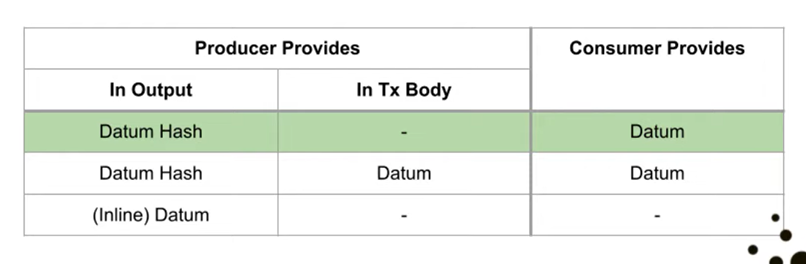 Producer Provides Consumer Provides
In Output In Tx Body
Datum Hash - Datum
Datum Hash Datum Datum
(Inline) Datum - -